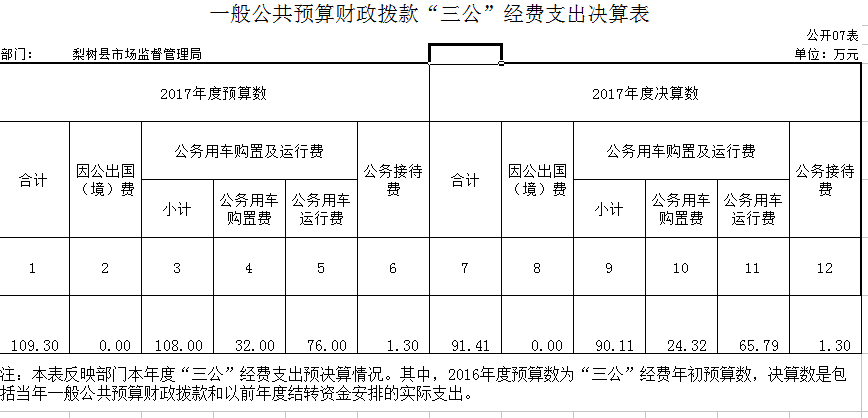 一般公共预算财政拨款“三公”经费支出决算表
公开07表
部门： 梨树县市场监督管理局 单位：万元
2017年度预算数 2017年度决算数
合计 因公出国（境）费 公务用车购置及运行费 公务接待费 合计 因公出国（境）费 公务用车购置及运行费 公务接待费
小计 公务用车购置费 公务用车运行费 小计 公务用车购置费 公务用车运行费
1 2 3 4 5 6 7 8 9 10 11 12
109.30 0.00 108.00 32.00 76.00 1.30 91.41 0.00 90.11 24.32 65.79 1.30
注：本表反映部门本年度“三公”经费支出预决算情况。其中，2016年度预算数为“三公”经费年初预算数，决算数是包
括当年一般公共预算财政拨款和以前年度结转资金安排的实际支出。